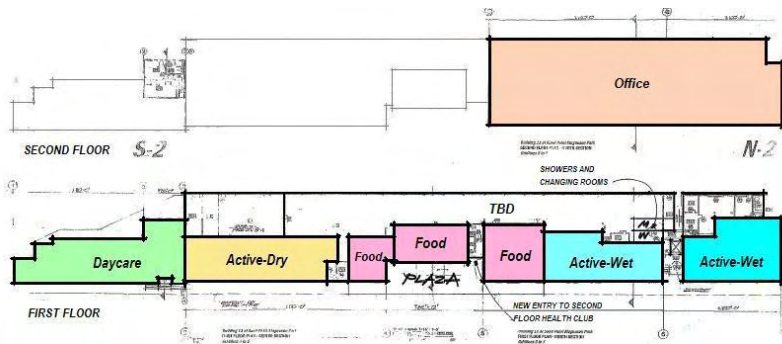 Office
SECOND FLOOR
S-2
N-2
SHOWERS AND
CHANGING ROOMS
TBD
M
W
Food
Daycare
Active-Dry
Food
Food
Active-Wet
Active-Wet
PLAZA
NEW ENTRY TO SECOND
FLOOR HEALTH CLUB
FIRST FLOOR